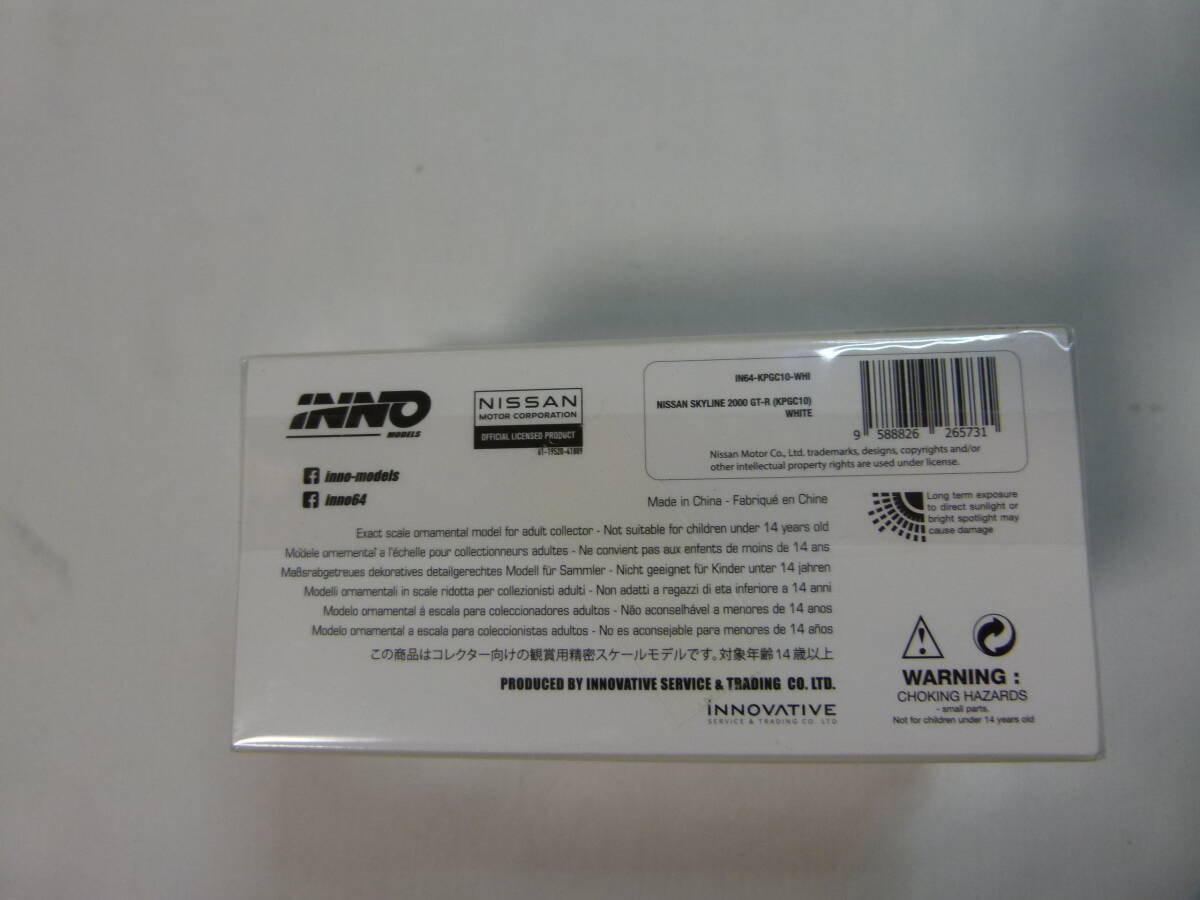 INNO
MODELS
inno-models
inno64
NISSAN
MOTOR CORPORATION
OFFICIAL LICENSED PRODUCT
IN64-KPGC10-WHI
NISSAN SKYLINE 2000 GT-R (KPGC10)
WHITE
9 588826 265731
Nissan Motor Co., Ltd. trademarks, designs, copyrights and/or
other intellectual property rights are used under license.
Made in China - Fabriqué en Chine
Long term exposure
to direct sunlight or
bright spotlight may
cause damage
Exact scale ornamental model for adult collector - Not suitable for children under 14 years old
Modele ornemental a l'échelle pour collectionneurs adultes - Ne convient pas aux enfants de moins de 14 ans
Maßsrabgetreues dekoratives detailgerechtes Modell für Sammler - Nicht geeignet für Kinder unter 14 jahren
Modelli ornamentali in scale ridotta per collezionisti adulti - Non adatti a ragazzi di eta inferiore a 14 anni
Modelo ornamental á escala para coleccionadores adultos - Não aconselhável a menores de 14 anos
Modelo ornamental a escala para coleccionistas adultos - No es aconsejable para menores de 14 años
この商品はコレクター向けの観賞用精密スケールモデルです。対象年齢14歳以上
PRODUCED BY INNOVATIVE SERVICE & TRADING CO. LTD.
INNOVATIVE
SERVICE & TRADING CO. LTD
WARNING :
CHOKING HAZARDS
- small parts.
Not for children under 14 years old